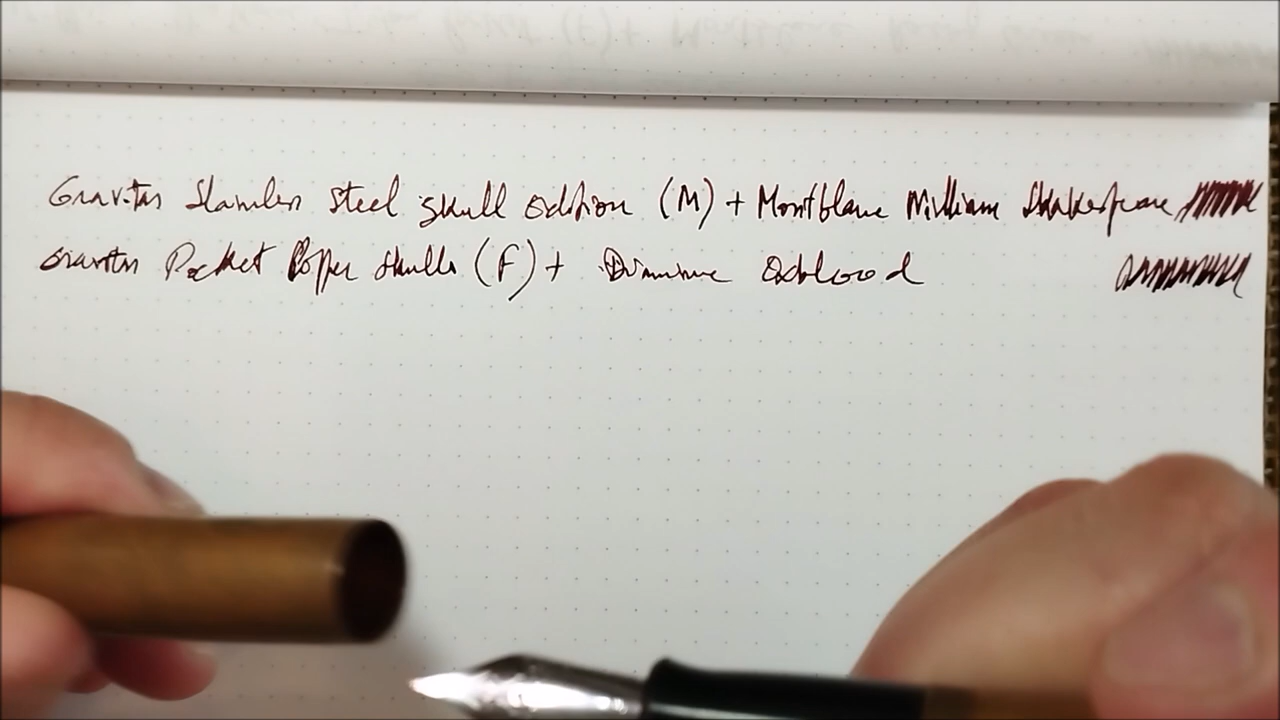 Gravitas Stainless Steel Skull Edition (M) + Montblanc William Shakespeare
Gravitas Pocket Copper Skulls (F) + Diamine Oxblood